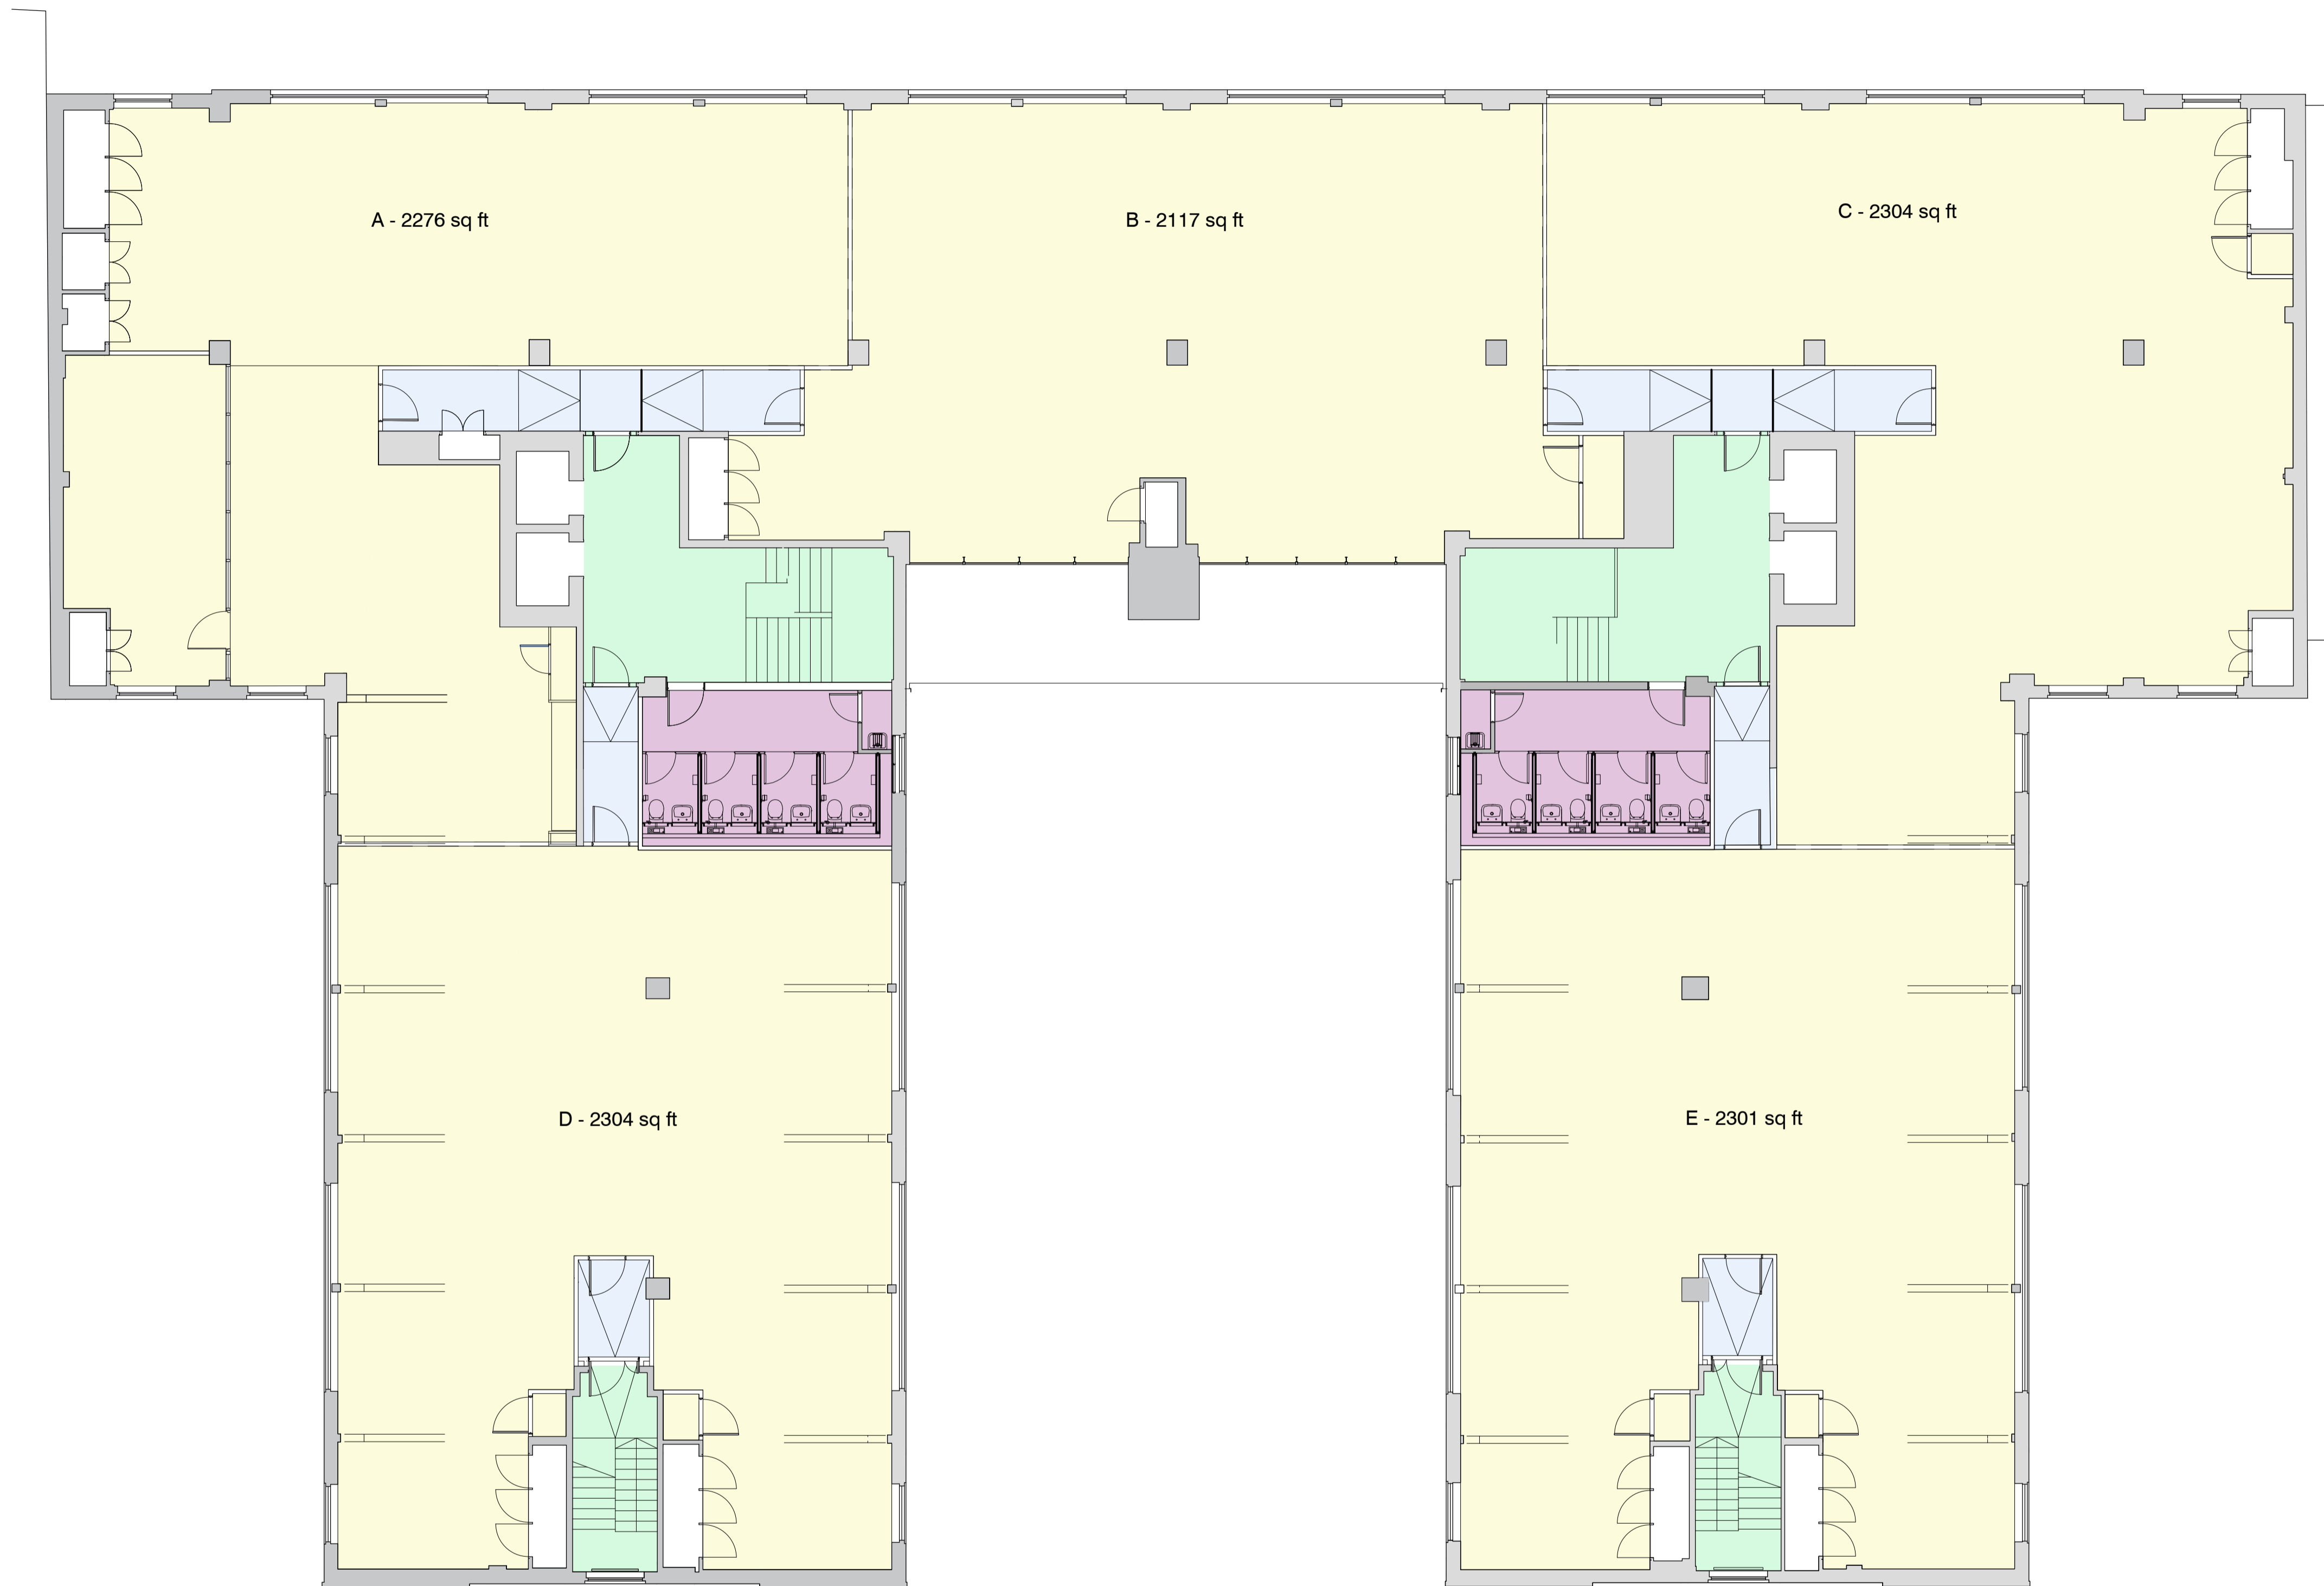 A - 2276 sq ft
B - 2117 sq ft
C - 2304 sq ft
D - 2304 sq ft
E - 2301 sq ft